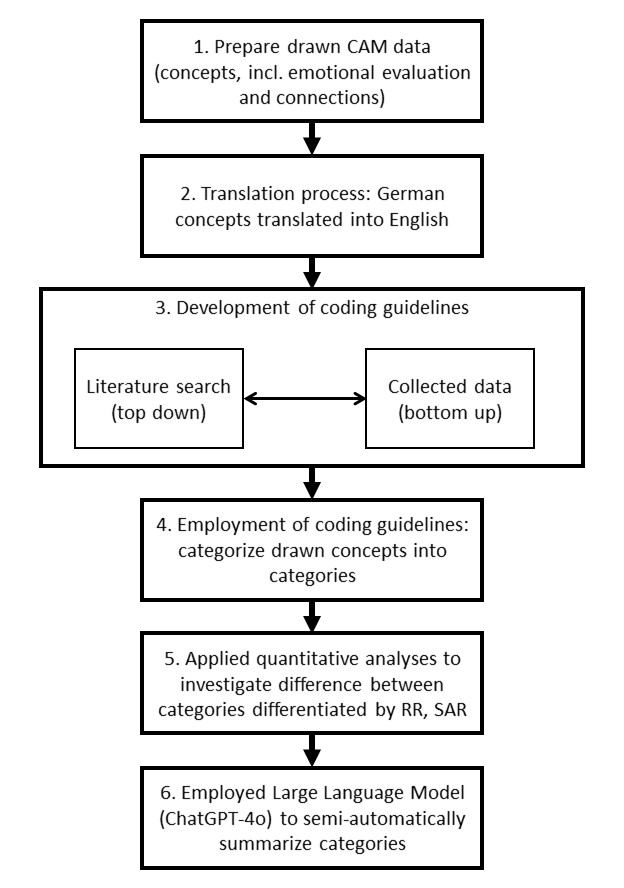 1. Prepare drawn CAM data
(concepts, incl. emotional evaluation
and connections)
2. Translation process: German
concepts translated into English
3. Development of coding guidelines
Literature search
(top down)
Collected data
(bottom up)
4. Employment of coding guidelines:
categorize drawn concepts into
categories
5. Applied quantitative analyses to
investigate difference between
categories differentiated by RR, SAR
6. Employed Large Language Model
(ChatGPT-4o) to semi-automatically
summarize categories